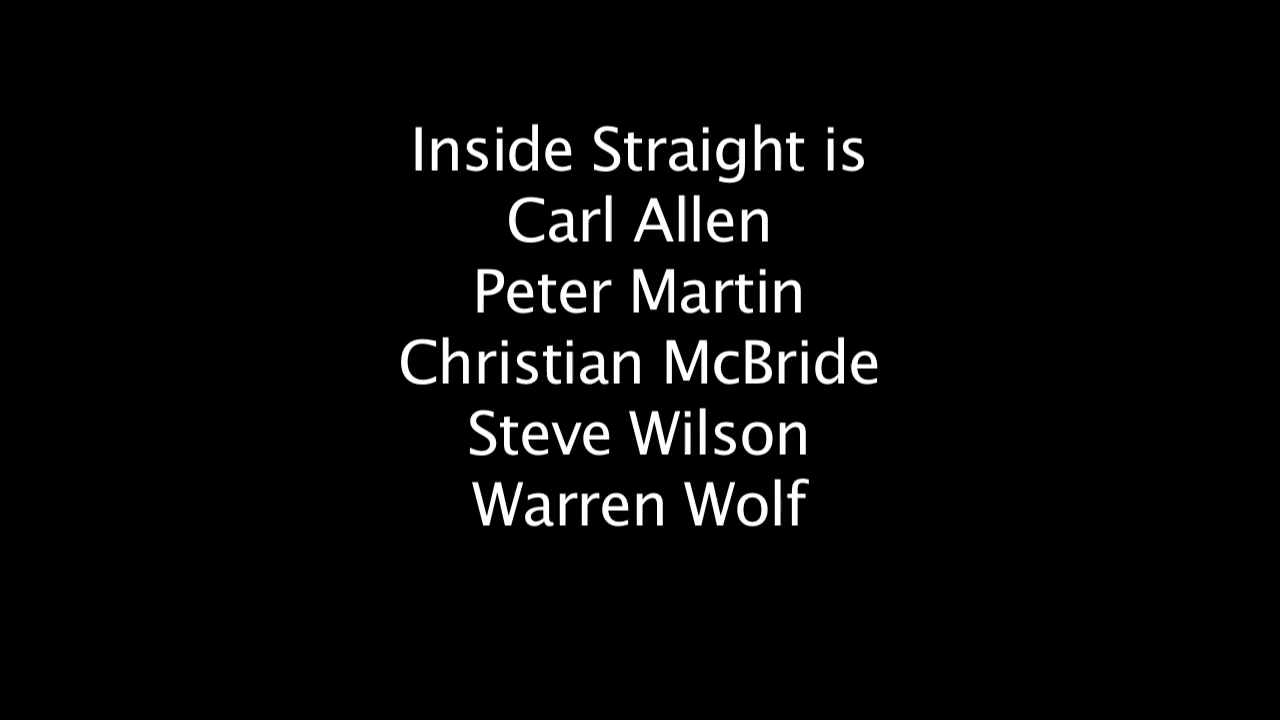 Inside Straight is
Carl Allen
Peter Martin
Christian McBride
Steve Wilson
Warren Wolf